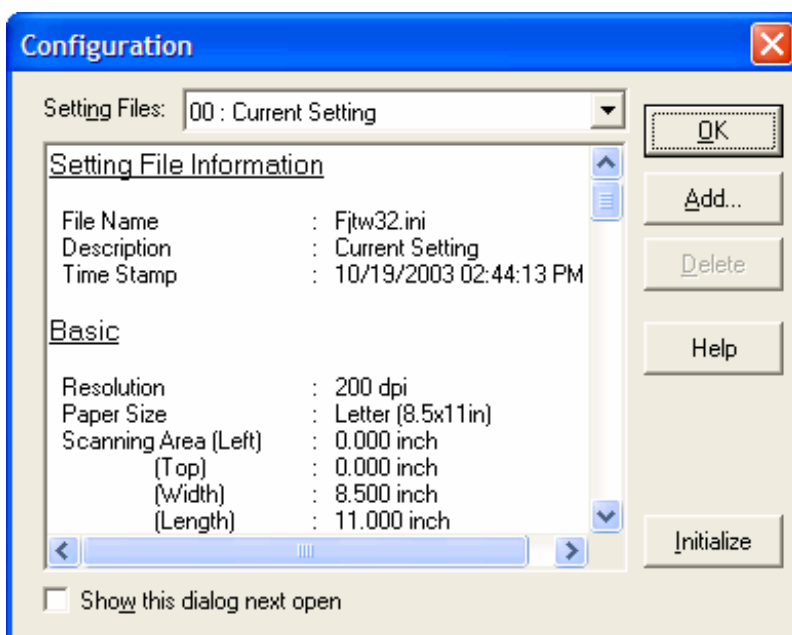 Configuration
Setting Files: 00 : Current Setting
OK
Add...
Delete
Help
Initialize
Setting File Information
File Name : Fjtw32.ini
Description : Current Setting
Time Stamp : 10/19/2003 02:44:13 PM
Basic
Resolution : 200 dpi
Paper Size : Letter (8.5x11in)
Scanning Area (Left) : 0.000 inch
(Top) : 0.000 inch
(Width) : 8.500 inch
(Length) : 11.000 inch
Show this dialog next open